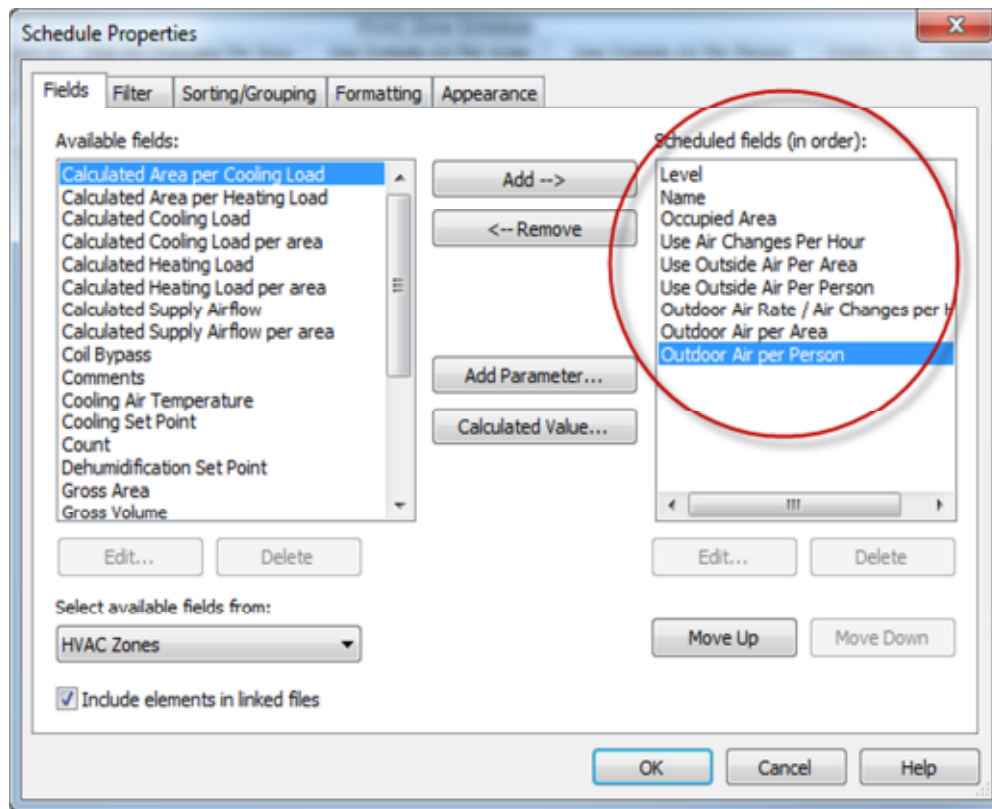 Schedule Properties
Fields
Filter
Sorting/Grouping
Formatting
Appearance
Available fields:
Calculated Area per Cooling Load
Calculated Area per Heating Load
Calculated Cooling Load
Calculated Cooling Load per area
Calculated Heating Load
Calculated Heating Load per area
Calculated Supply Airflow
Calculated Supply Airflow per area
Coil Bypass
Comments
Cooling Air Temperature
Cooling Set Point
Count
Dehumidification Set Point
Gross Area
Gross Volume
Add -->
<-- Remove
Add Parameter...
Calculated Value...
Scheduled fields (in order):
Level
Name
Occupied Area
Use Air Changes Per Hour
Use Outside Air Per Area
Use Outside Air Per Person
Outdoor Air Rate / Air Changes per H
Outdoor Air per Area
Outdoor Air per Person
Edit...
Delete
Edit...
Delete
Select available fields from:
HVAC Zones
Move Up
Move Down
Include elements in linked files
OK
Cancel
Help